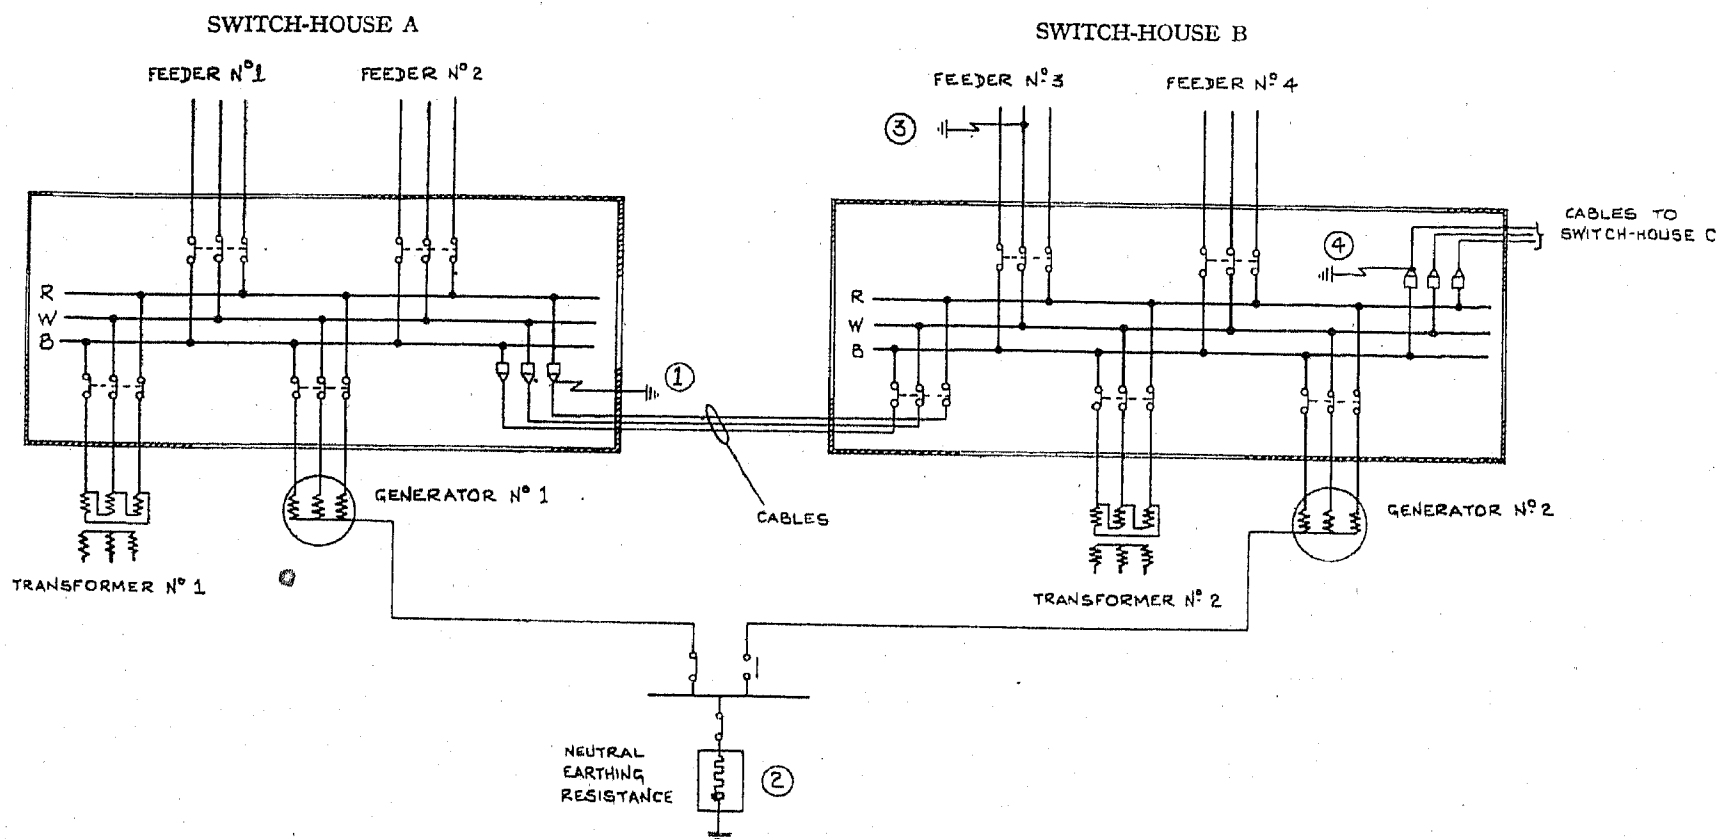 SWITCH-HOUSE A
SWITCH-HOUSE B
FEEDER Nº1
FEEDER Nº 2
FEEDER Nº 3
FEEDER Nº 4
3
CABLES TO
SWITCH-HOUSE C
4
R
W
B
R
W
B
1
GENERATOR Nº 1
CABLES
GENERATOR Nº 2
TRANSFORMER Nº 1
TRANSFORMER Nº 2
NEUTRAL
EARTHING
RESISTANCE
2